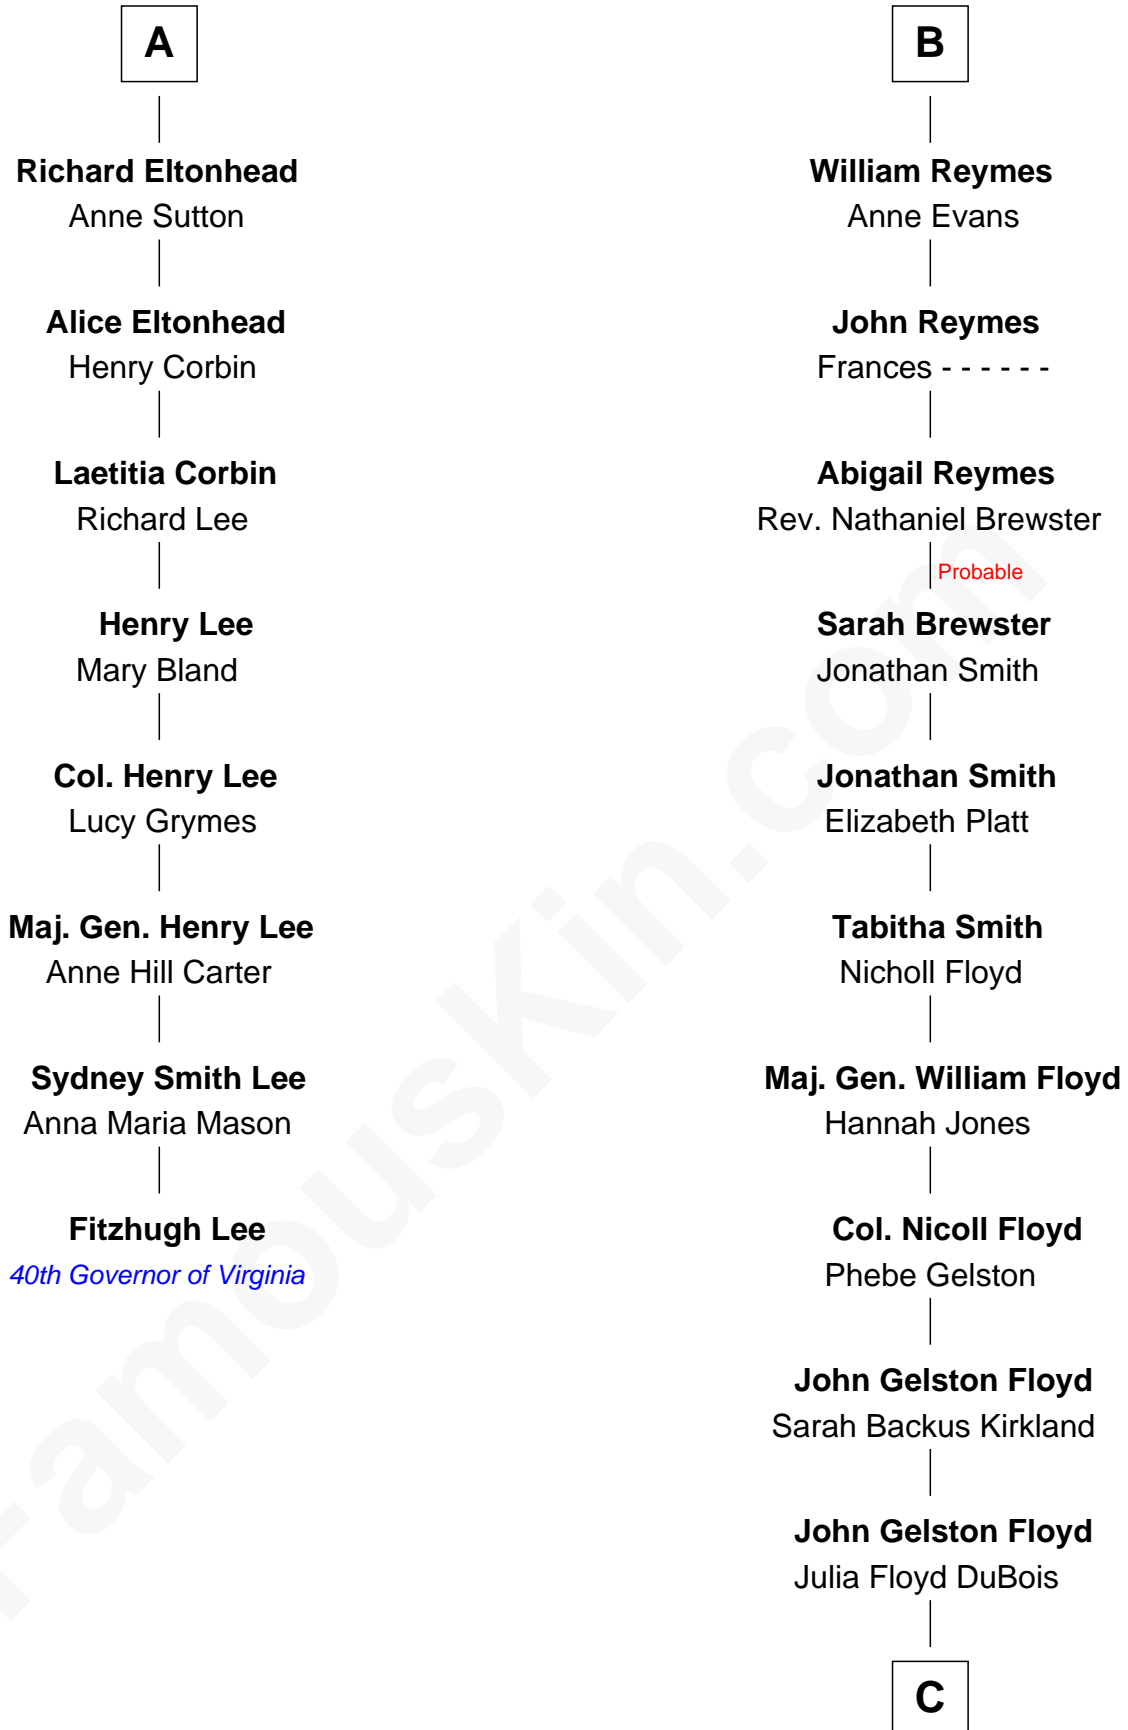 A
Richard Eltonhead
Anne Sutton
Alice Eltonhead
Henry Corbin
Laetitia Corbin
Richard Lee
Henry Lee
Mary Bland
Col. Henry Lee
Lucy Grymes
Maj. Gen. Henry Lee
Anne Hill Carter
Sydney Smith Lee
Anna Maria Mason
Fitzhugh Lee
40th Governor of Virginia
B
William Reymes
Anne Evans
John Reymes
Frances - - - - - -
Abigail Reymes
Rev. Nathaniel Brewster
Probable
Sarah Brewster
Jonathan Smith
Jonathan Smith
Elizabeth Platt
Tabitha Smith
Nicholl Floyd
Maj. Gen. William Floyd
Hannah Jones
Col. Nicoll Floyd
Phebe Gelston
John Gelston Floyd
Sarah Backus Kirkland
John Gelston Floyd
Julia Floyd DuBois
C
FamousKin.com